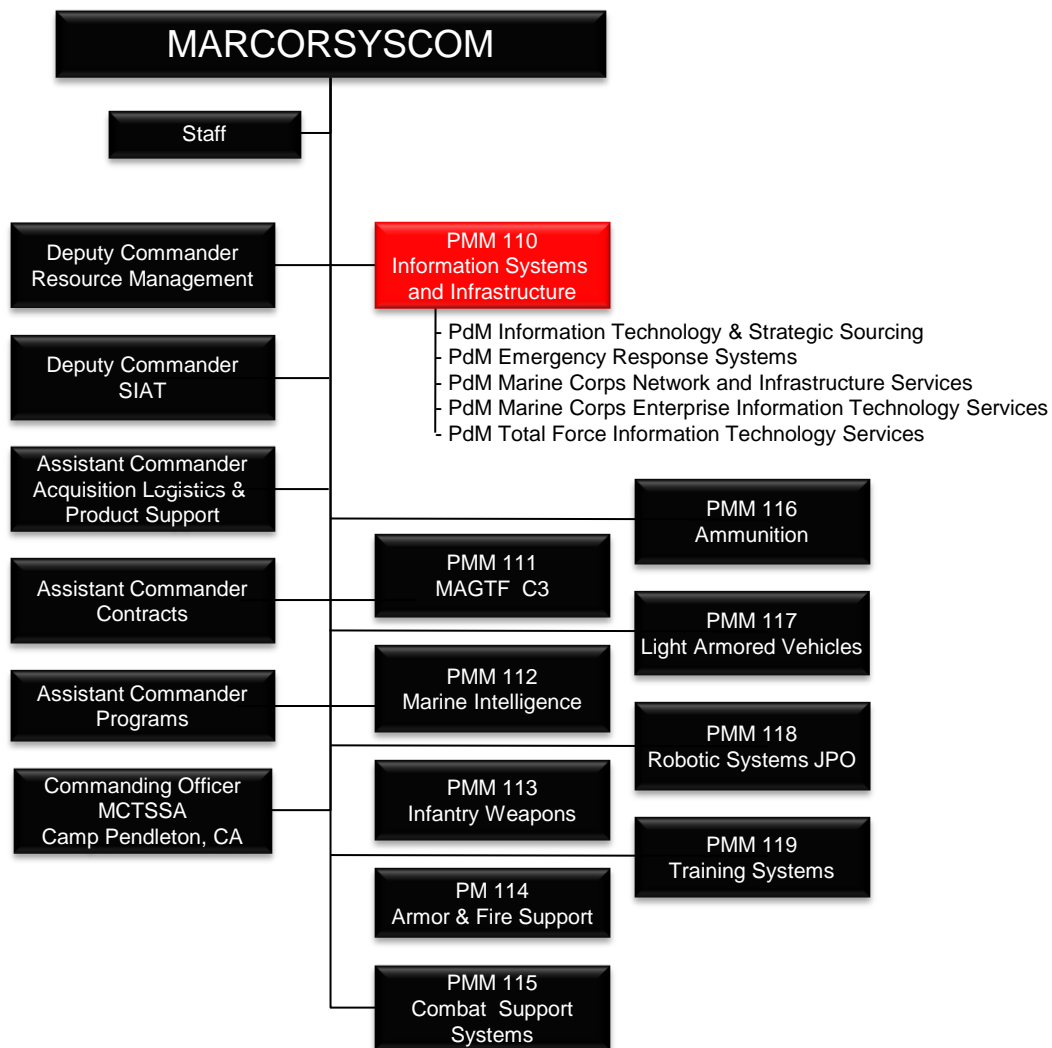 MARCORSYSCOM
Staff
Deputy Commander
Resource Management
Deputy Commander
SIAT
Assistant Commander
Acquisition Logistics &
Product Support
Assistant Commander
Contracts
Assistant Commander
Programs
Commanding Officer
MCTSSA
Camp Pendleton, CA
PMM 110
Information Systems
and Infrastructure
- PdM Information Technology & Strategic Sourcing
- PdM Emergency Response Systems
- PdM Marine Corps Network and Infrastructure Services
- PdM Marine Corps Enterprise Information Technology Services
- PdM Total Force Information Technology Services
PMM 111
MAGTF C3
PMM 112
Marine Intelligence
PMM 113
Infantry Weapons
PM 114
Armor & Fire Support
PMM 115
Combat Support
Systems
PMM 116
Ammunition
PMM 117
Light Armored Vehicles
PMM 118
Robotic Systems JPO
PMM 119
Training Systems